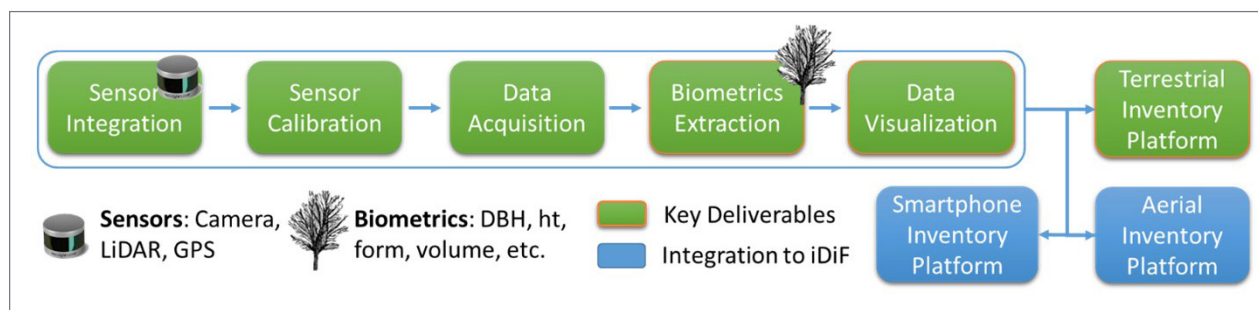 Sensor
Integration
Sensor
Calibration
Data
Acquisition
Biometrics
Extraction
Data
Visualization
Terrestrial
Inventory
Platform
Sensors: Camera,
LiDAR, GPS
Biometrics: DBH, ht,
form, volume, etc.
Key Deliverables
Integration to iDiF
Smartphone
Inventory
Platform
Aerial
Inventory
Platform